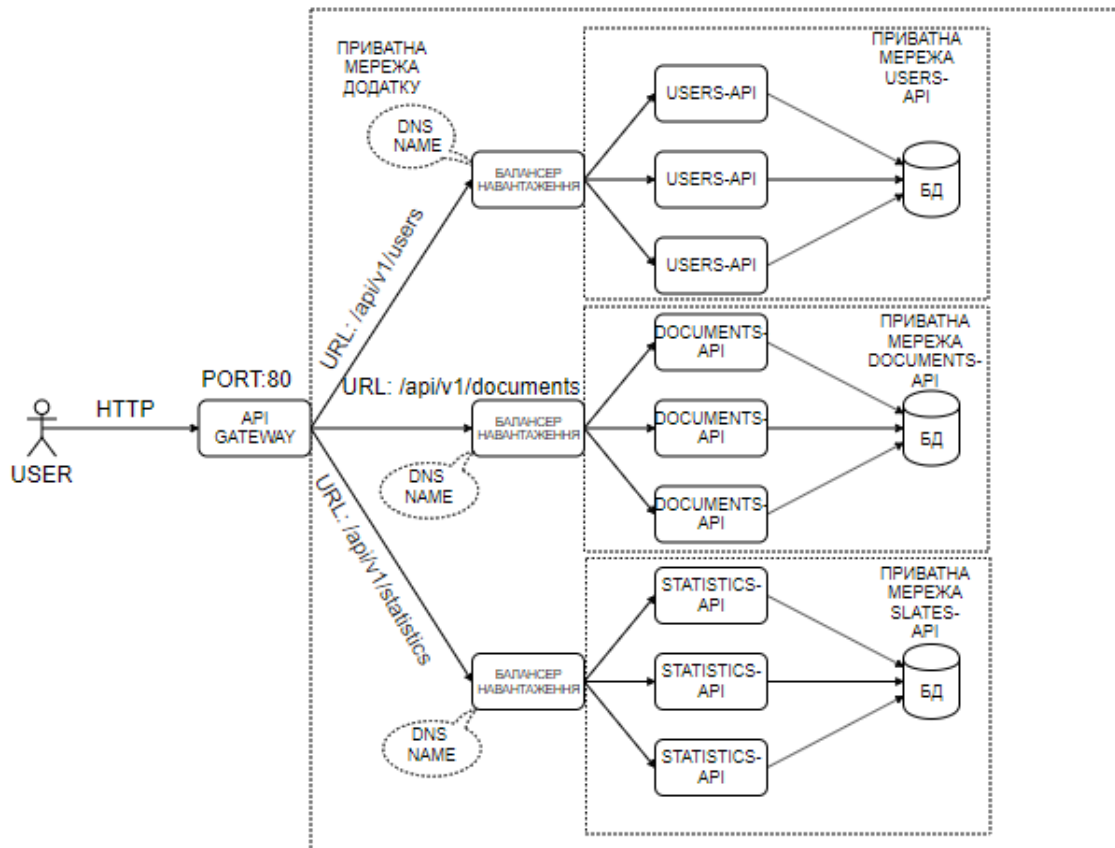 ПРИВАТНА
МЕРЕЖА
ДОДАТКУ
DNS
NAME
БАЛАНСЕР
НАВАНТАЖЕННЯ
USERS-API
USERS-API
USERS-API
ПРИВАТНА
МЕРЕЖА
USERS-
API
БД
URL: /api/v1/users
USER
HTTP
PORT:80
API
GATEWAY
URL: /api/v1/documents
БАЛАНСЕР
НАВАНТАЖЕННЯ
DNS
NAME
DOCUMENTS-
API
DOCUMENTS-
API
DOCUMENTS-
API
ПРИВАТНА
МЕРЕЖА
DOCUMENTS-
API
БД
URL: /api/v1/statistics
БАЛАНСЕР
НАВАНТАЖЕННЯ
DNS
NAME
STATISTICS-
API
STATISTICS-
API
STATISTICS-
API
ПРИВАТНА
МЕРЕЖА
SLATES-
API
БД